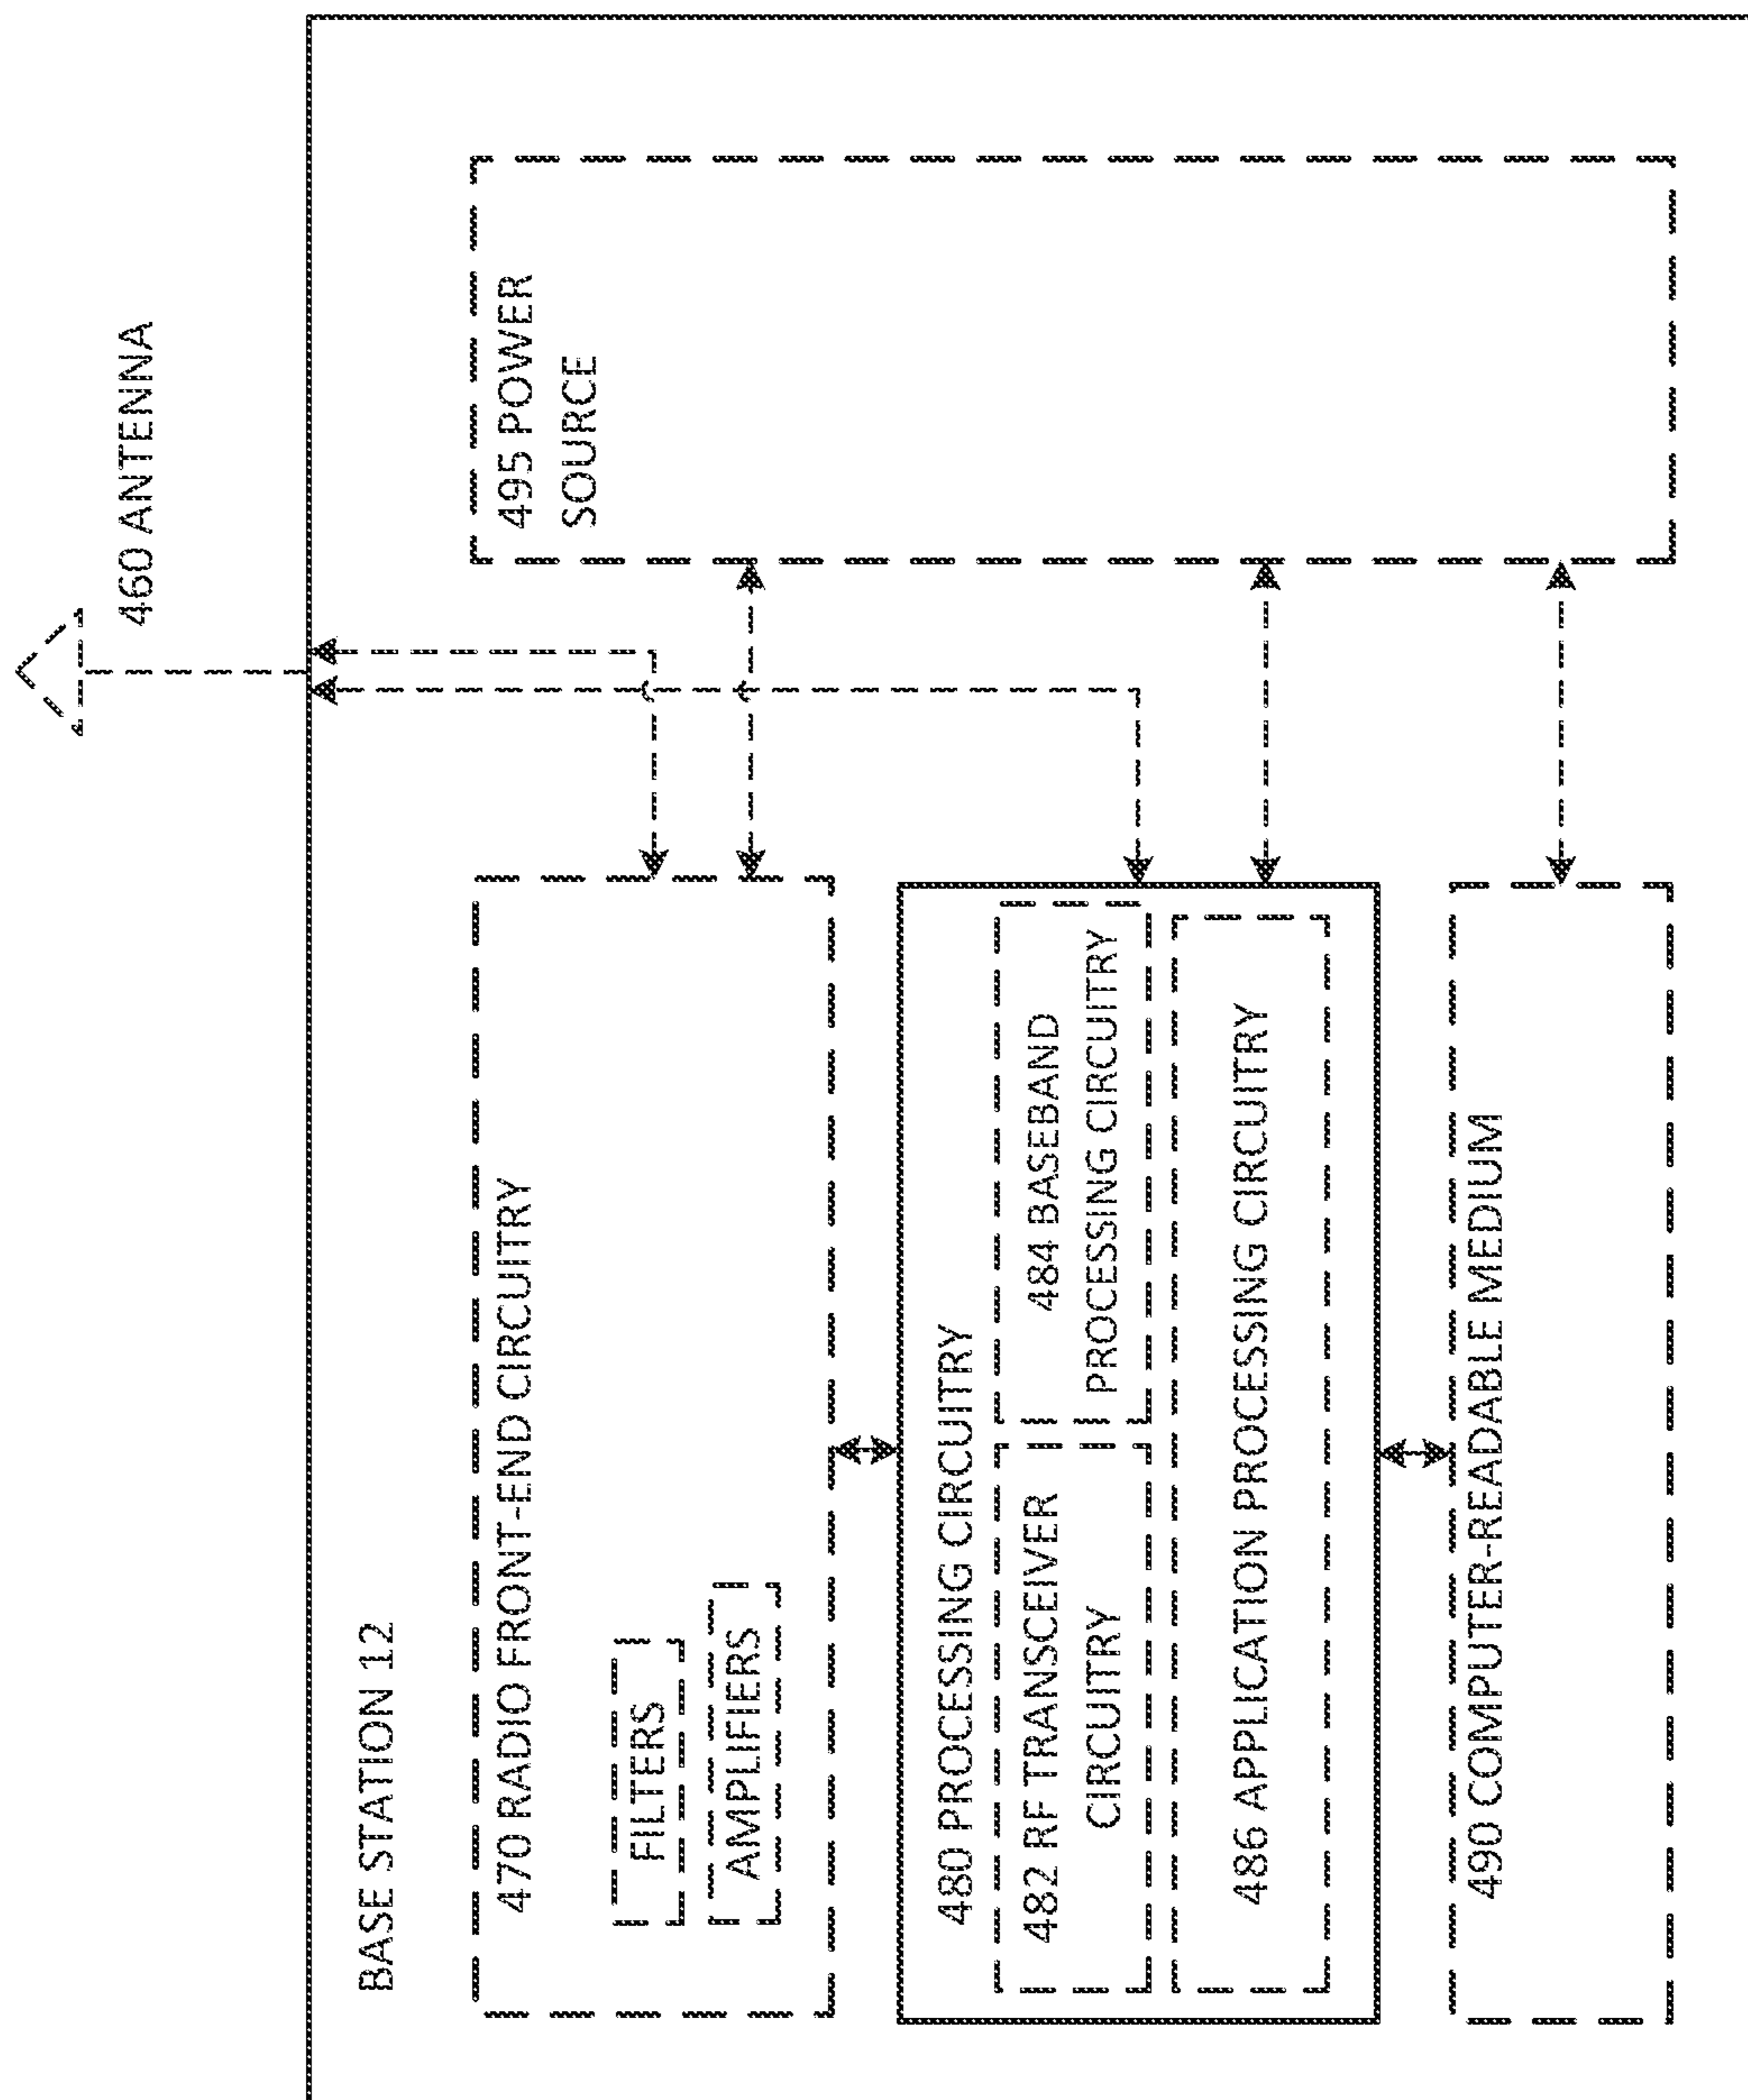 460 ANTENNA
BASE STATION 12
470 RADIO FRONT-END CIRCUITRY
FILTERS
AMPLIFIERS
480 PROCESSING CIRCUITRY
482 RF TRANSCEIVER
CIRCUITRY
484 BASEBAND
PROCESSING CIRCUITRY
486 APPLICATION PROCESSING CIRCUITRY
490 COMPUTER-READABLE MEDIUM
495 POWER
SOURCE